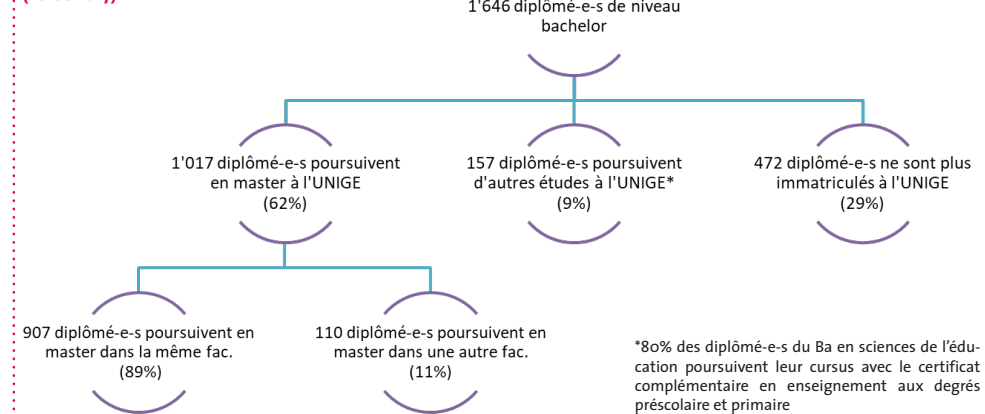 1'646 diplômé-e-s de niveau
bachelor
1'017 diplômé-e-s poursuivent
en master à l'UNIGE
(62%)
157 diplômé-e-s poursuivent
d'autres études à l'UNIGE*
(9%)
472 diplômé-e-s ne sont plus
immatriculés à l'UNIGE
(29%)
907 diplômé-e-s poursuivent en
master dans la même fac.
(89%)
110 diplômé-e-s poursuivent en
master dans une autre fac.
(11%)
*80% des diplômé-e-s du Ba en sciences de l’édu-
cation poursuivent leur cursus avec le certificat
complémentaire en enseignement aux degrés
préscolaire et primaire